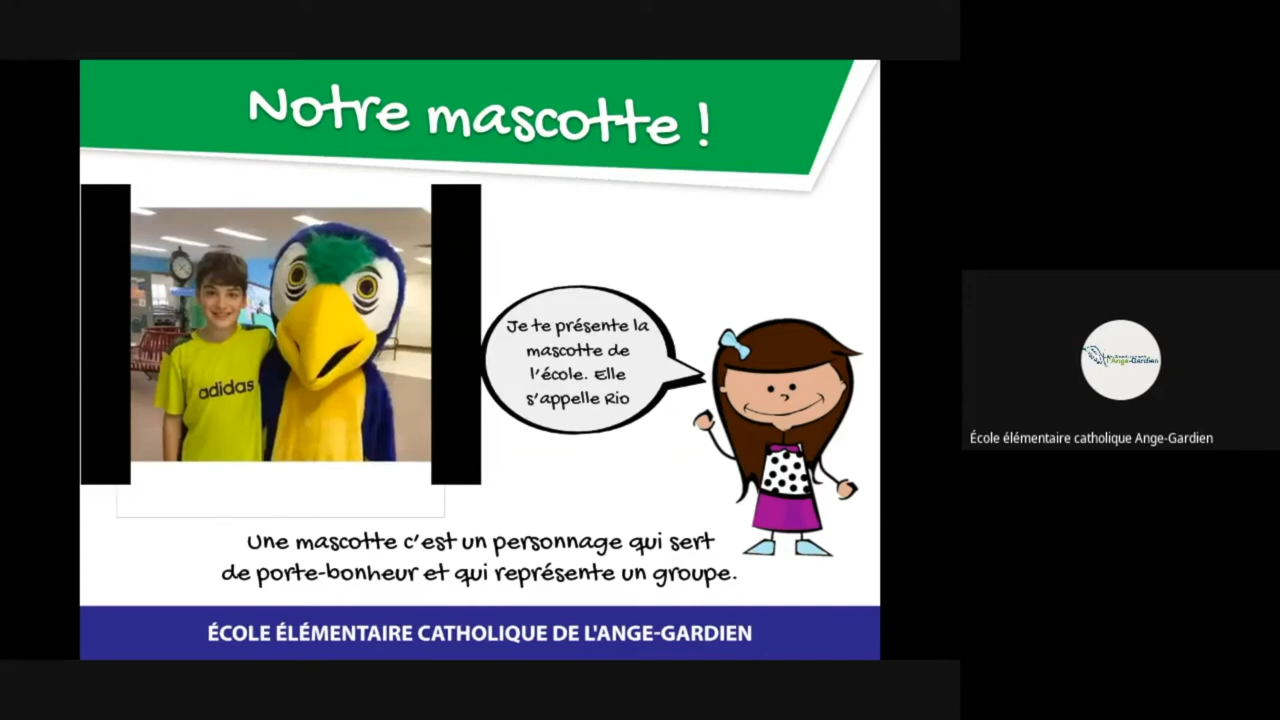 Notre mascotte !
adidas
Je te présente la
mascotte de
l'école. Elle
s'appelle Rio
Une mascotte c'est un personnage qui sert
de porte-bonheur et qui représente un groupe.
ÉCOLE ÉLÉMENTAIRE CATHOLIQUE DE L'ANGE-GARDIEN
l'Ange-Gardien
École élémentaire catholique Ange-Gardien